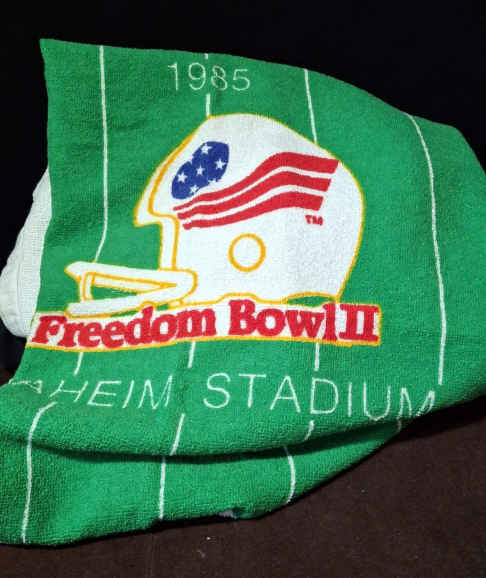 1985
TM
Freedom Bowl II
AHEIM STADIUM